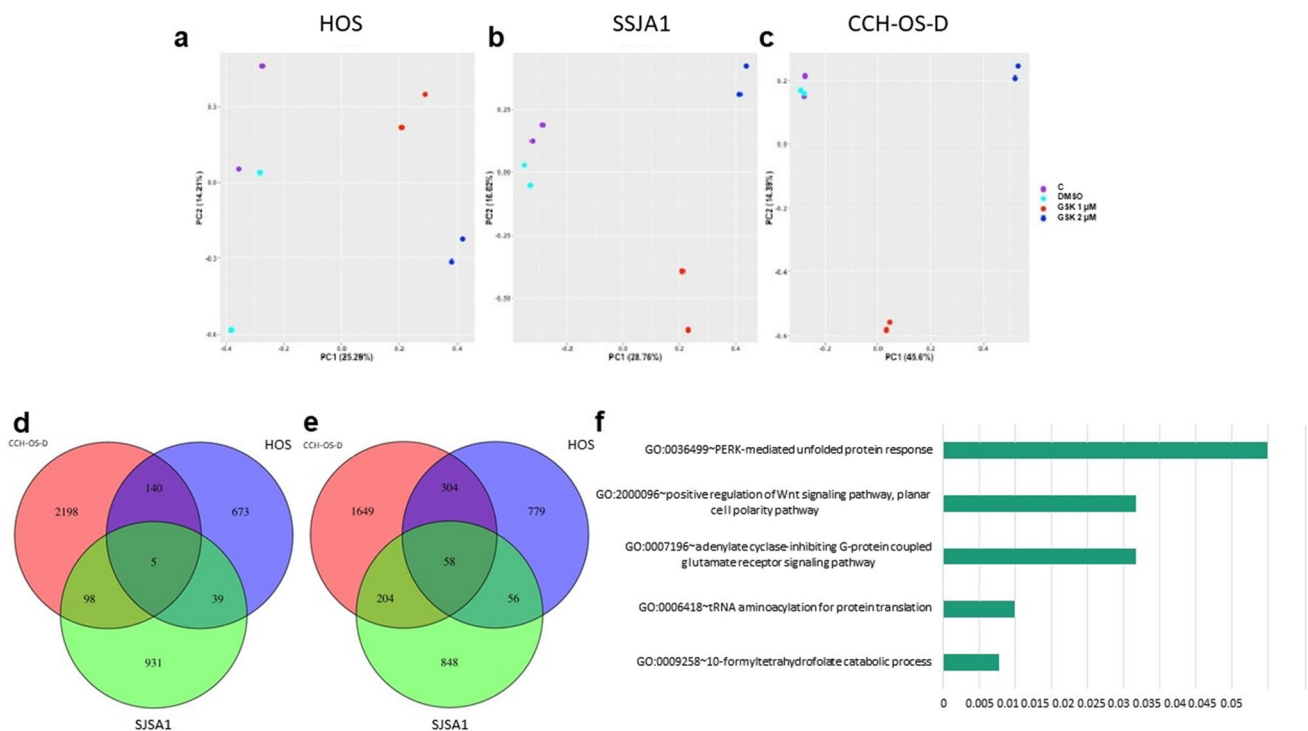 HOS
SSJA1
CCH-OS-D
a
b
c
0.3
0.0
-0.3
-0.6
PC2 (14.21%)
-0.4
-0.2
0.0
0.2
0.4
PC1 (25.29%)
0.25
0.00
-0.25
-0.50
-0.2
0.0
0.2
0.4
PC1 (28.76%)
0.2
0.0
-0.2
-0.4
-0.6
PC2 (14.39%)
-0.2
0.0
0.2
0.4
PC1 (45.6%)
C
DMSO
GSK 1 µM
GSK 2 µM
d
CCH-OS-D
HOS
2198
140
673
5
98
39
931
SJSA1
e
CCH-OS-D
HOS
1649
304
779
58
204
56
848
SJSA1
f
GO:0036499~PERK-mediated unfolded protein response
GO:2000096~positive regulation of Wnt signaling pathway, planar
cell polarity pathway
GO:0007196~adenylate cyclase-inhibiting G-protein coupled
glutamate receptor signaling pathway
GO:0006418~tRNA aminoacylation for protein translation
GO:0009258~10-formyltetrahydrofolate catabolic process
0 0.005 0.01 0.015 0.02 0.025 0.03 0.035 0.04 0.045 0.05